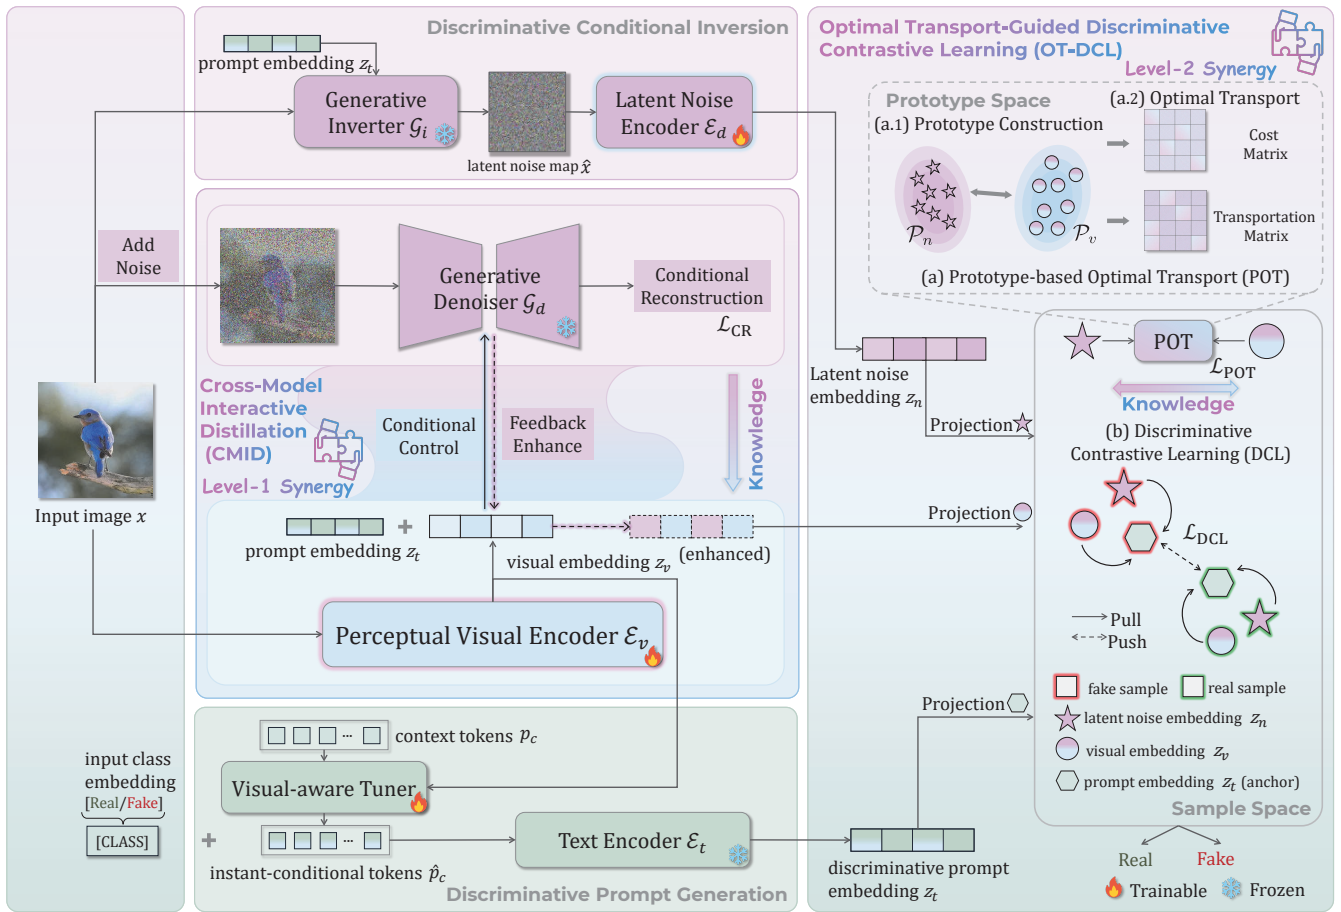 Discriminative Conditional Inversion
prompt embedding z_t
Generative
Inverter 𝒢_i
latent noise map x̂
Latent Noise
Encoder ℰ_d
Add
Noise
Generative
Denoiser 𝒢_d
Conditional
Reconstruction
ℒ_CR
Cross-Model
Interactive
Distillation
(CMID)
Level-1 Synergy
Conditional
Control
Feedback
Enhance
Knowledge
Input image x
prompt embedding z_t
+
visual embedding z_v
(enhanced)
Perceptual Visual Encoder ℰ_v
context tokens p_c
...
Visual-aware Tuner
input class
embedding
[Real/Fake]
[CLASS]
+
...
instant-conditional tokens p̂_c
Text Encoder ℰ_t
Discriminative Prompt Generation
Optimal Transport-Guided Discriminative
Contrastive Learning (OT-DCL)
Level-2 Synergy
Prototype Space
(a.1) Prototype Construction
(a.2) Optimal Transport
Cost
Matrix
Transportation
Matrix
𝒫_n
𝒫_v
(a) Prototype-based Optimal Transport (POT)
POT
ℒ_POT
Knowledge
Latent noise
embedding z_n
Projection
Projection
Projection
(b) Discriminative
Contrastive Learning (DCL)
ℒ_DCL
Pull
Push
fake sample
real sample
latent noise embedding z_n
visual embedding z_v
prompt embedding z_t (anchor)
Sample Space
discriminative prompt
embedding z_t
Real
Fake
Trainable
Frozen